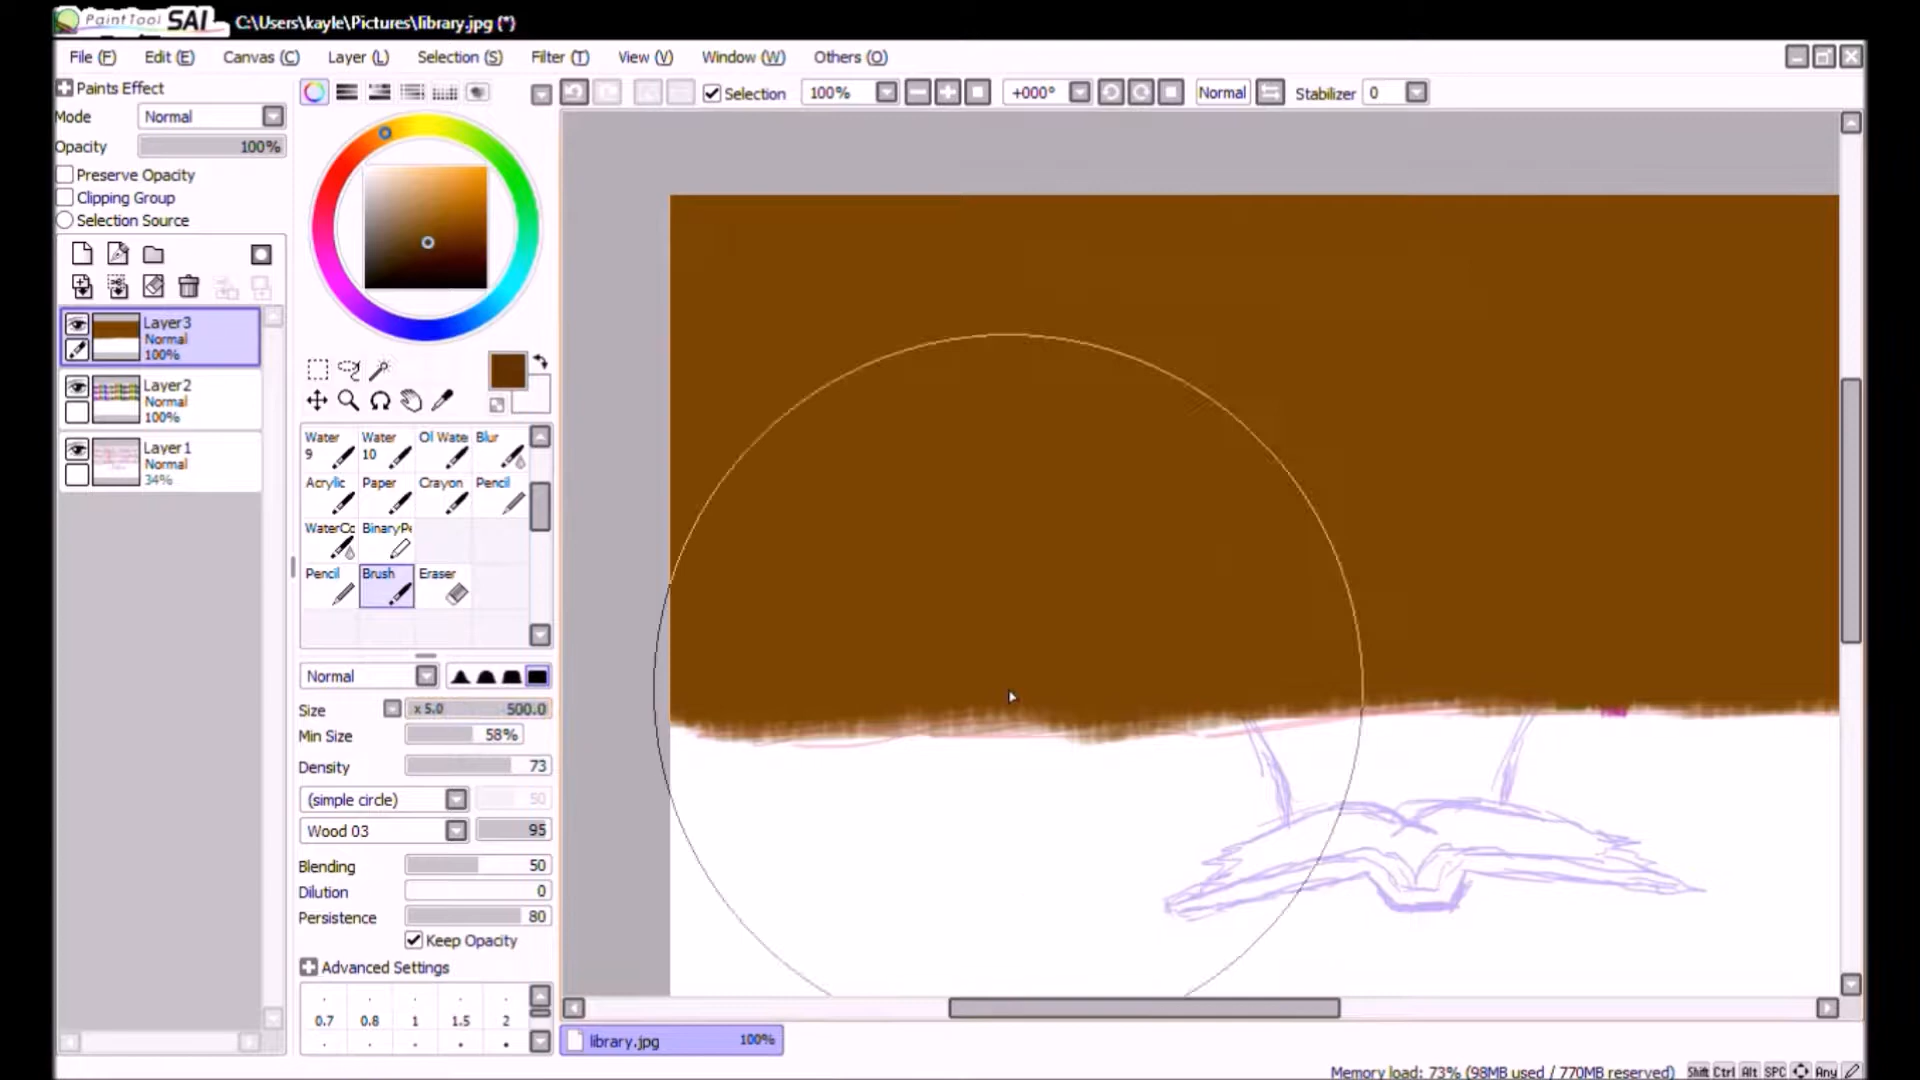 PaintTool SAI C:\Users\kayle\Pictures\library.jpg (*)
File (F) Edit (E) Canvas (C) Layer (L) Selection (S) Filter (T) View (V) Window (W) Others (O)
Paints Effect
Mode Normal
Opacity 100%
Preserve Opacity
Clipping Group
Selection Source
Layer3
Normal
100%
Layer2
Normal
100%
Layer1
Normal
34%
Selection 100% +000° Normal Stabilizer 0
Water 9 Water 10 Ol Wate Blur
Acrylic Paper Crayon Pencil
WaterCo BinaryPe
Pencil Brush Eraser
Normal
Size x 5.0 500.0
Min Size 58%
Density 73
(simple circle) 50
Wood 03 95
Blending 50
Dilution 0
Persistence 80
Keep Opacity
Advanced Settings
0.7 0.8 1 1.5 2
library.jpg 100%
Memory load: 73% (98MB used / 770MB reserved) Shift Ctrl Alt SPC Any